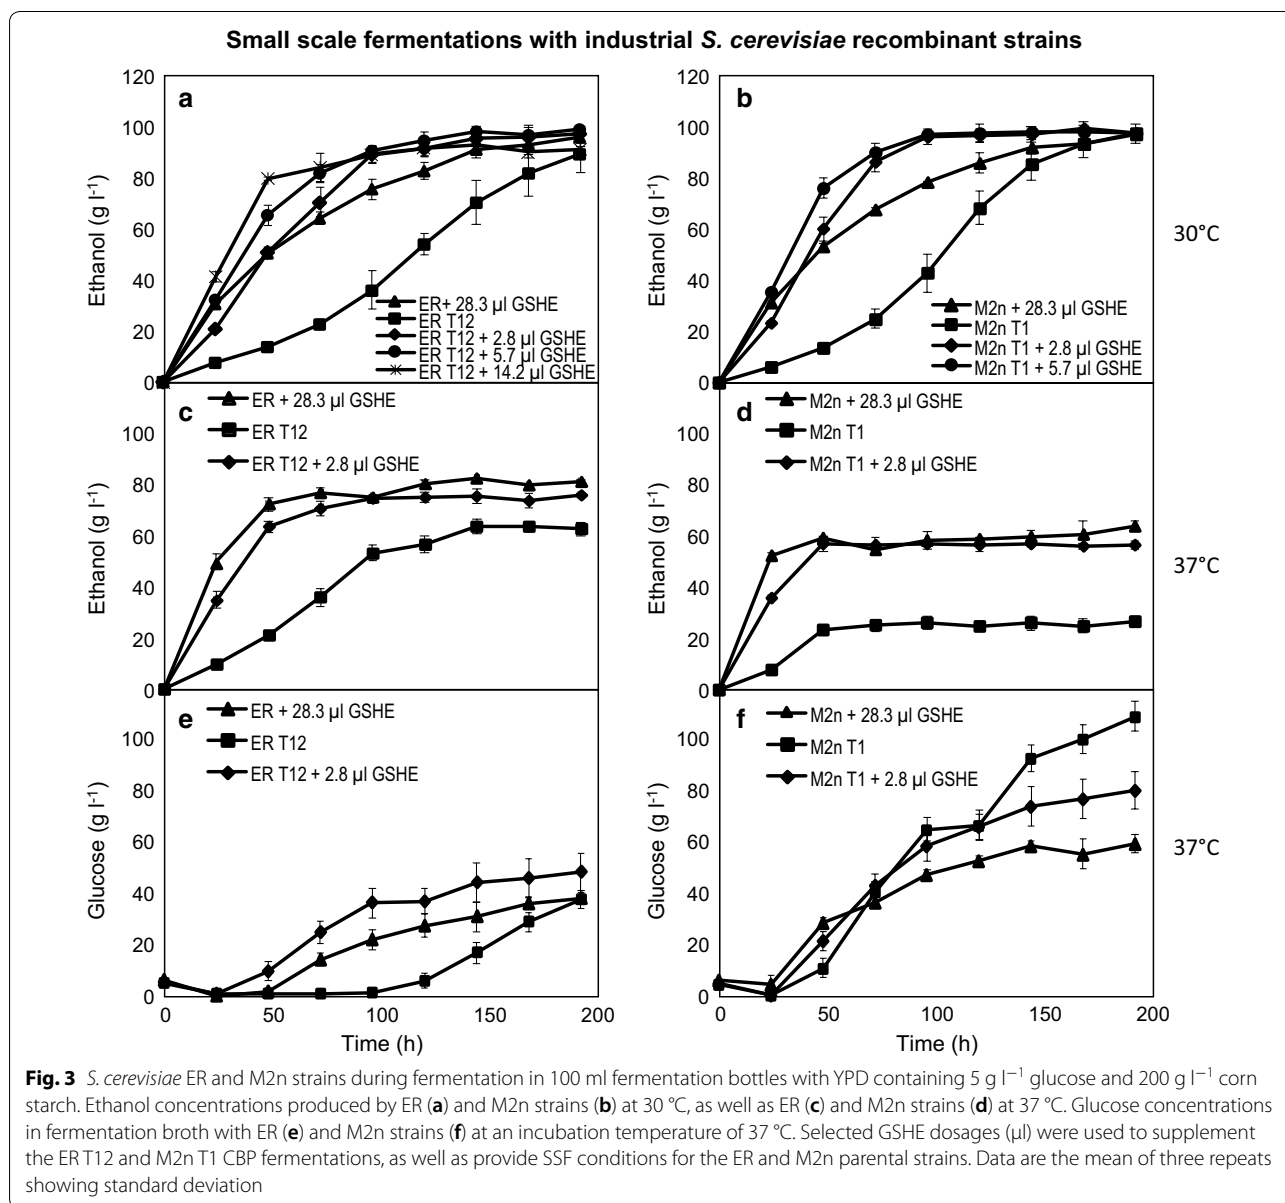 Small scale fermentations with industrial S. cerevisiae recombinant strains
a
Ethanol (g l-1)
120
100
80
60
40
20
0
ER+ 28.3 µl GSHE
ER T12
ER T12 + 2.8 µl GSHE
ER T12 + 5.7 µl GSHE
ER T12 + 14.2 µl GSHE
b
Ethanol (g l-1)
120
100
80
60
40
20
0
M2n + 28.3 µl GSHE
M2n T1
M2n T1 + 2.8 µl GSHE
M2n T1 + 5.7 µl GSHE
30°C
c
Ethanol (g l-1)
100
80
60
40
20
0
ER + 28.3 µl GSHE
ER T12
ER T12 + 2.8 µl GSHE
d
Ethanol (g l-1)
100
80
60
40
20
0
M2n + 28.3 µl GSHE
M2n T1
M2n T1 + 2.8 µl GSHE
37°C
e
Glucose (g l-1)
100
80
60
40
20
0
ER + 28.3 µl GSHE
ER T12
ER T12 + 2.8 µl GSHE
0 50 100 150 200
Time (h)
f
Glucose (g l-1)
100
80
60
40
20
0
M2n + 28.3 µl GSHE
M2n T1
M2n T1 + 2.8 µl GSHE
0 50 100 150 200
Time (h)
37°C
Fig. 3 S. cerevisiae ER and M2n strains during fermentation in 100 ml fermentation bottles with YPD containing 5 g l−1 glucose and 200 g l−1 corn
starch. Ethanol concentrations produced by ER (a) and M2n strains (b) at 30 °C, as well as ER (c) and M2n strains (d) at 37 °C. Glucose concentrations
in fermentation broth with ER (e) and M2n strains (f) at an incubation temperature of 37 °C. Selected GSHE dosages (µl) were used to supplement
the ER T12 and M2n T1 CBP fermentations, as well as provide SSF conditions for the ER and M2n parental strains. Data are the mean of three repeats
showing standard deviation